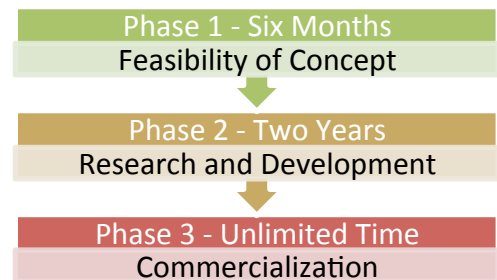 Phase 1 - Six Months
Feasibility of Concept
Phase 2 - Two Years
Research and Development
Phase 3 - Unlimited Time
Commercialization